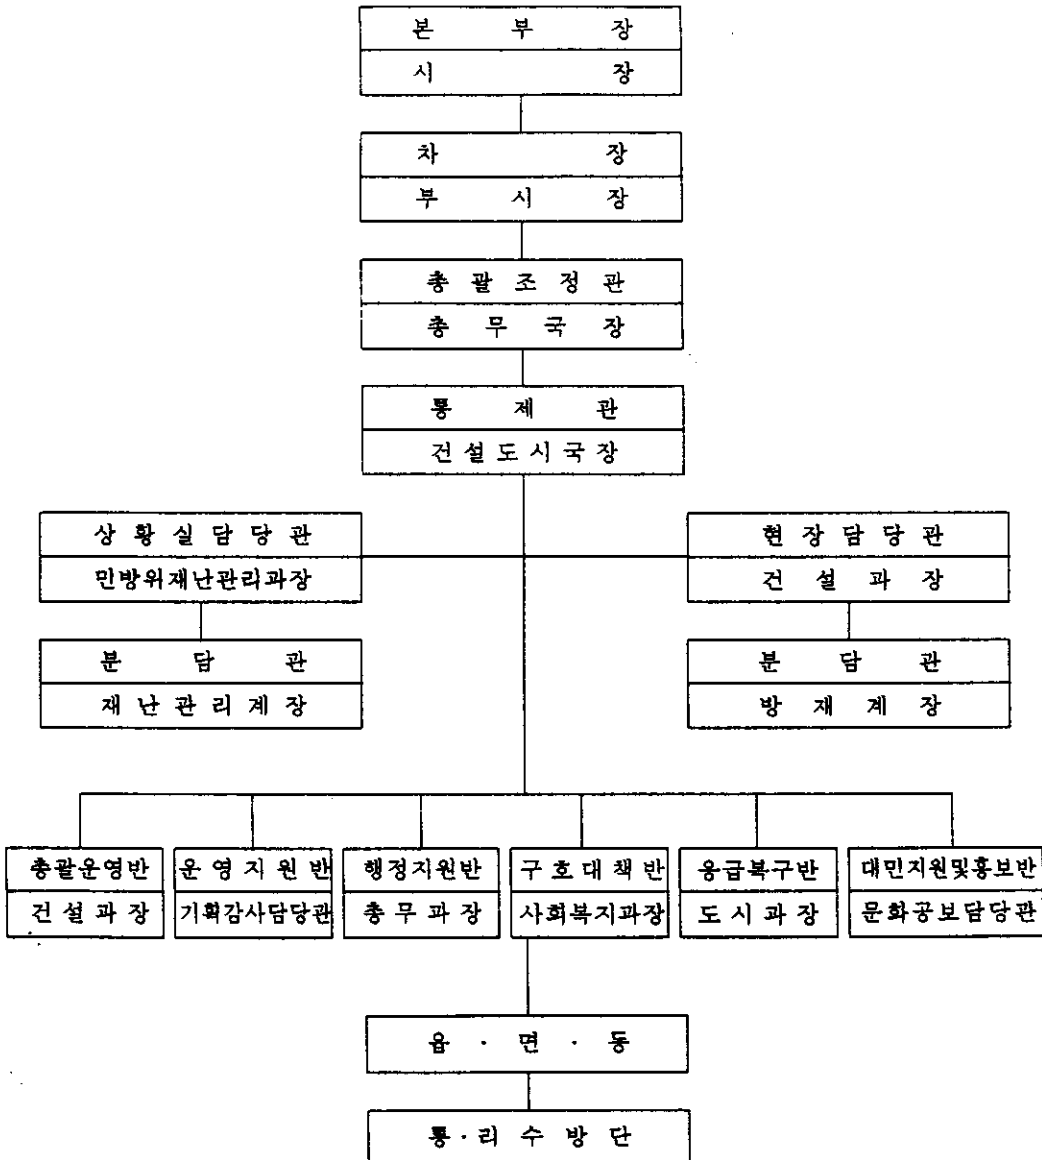 본 부 장
시 장
차 장
부 시 장
총 괄 조 정 관
총 무 국 장
통 제 관
건 설 도 시 국 장
상 황 실 담 당 관
현 장 담 당 관
민방위재난관리과장
건 설 과 장
분 담 관
분 담 관
재 난 관 리 계 장
방 재 계 장
총괄운영반
운 영 지 원 반
행정지원반
구 호 대 책 반
응급복구반
대민지원및홍보반
건 설 과 장
기획감사담당관
총 무 과 장
사회복지과장
도 시 과 장
문화공보담당관
읍 · 면 · 동
통 · 리 수 방 단